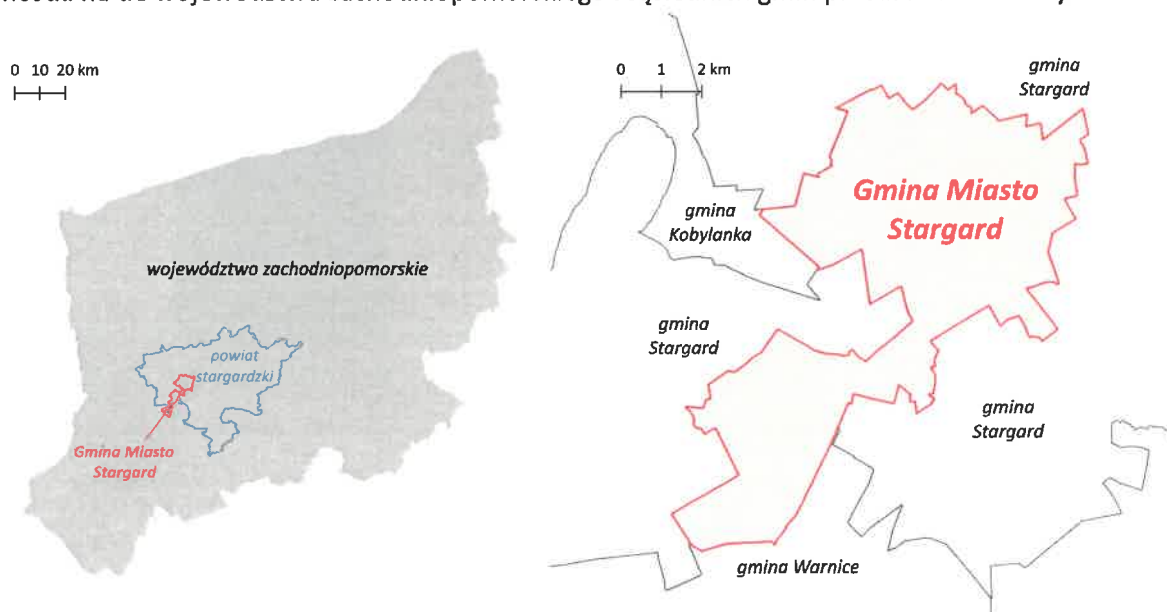 0 10 20 km
województwo zachodniopomorskie
powiat
stargardzki
Gmina Miasto
Stargard
0 1 2 km
gmina
Stargard
Gmina Miasto
Stargard
gmina
Kobylanka
gmina
Stargard
gmina
Stargard
gmina Warnice